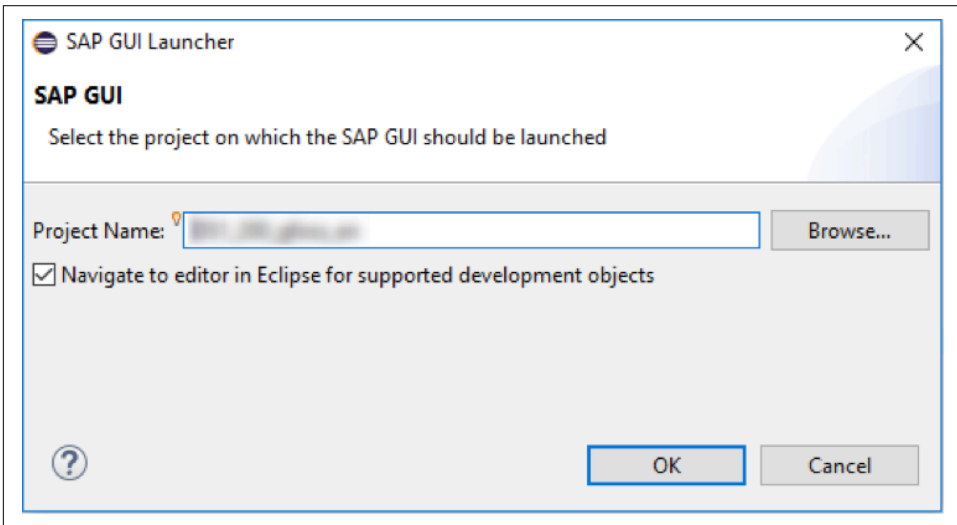 SAP GUI Launcher
SAP GUI
Select the project on which the SAP GUI should be launched
Project Name:
Browse...
Navigate to editor in Eclipse for supported development objects
?
OK
Cancel